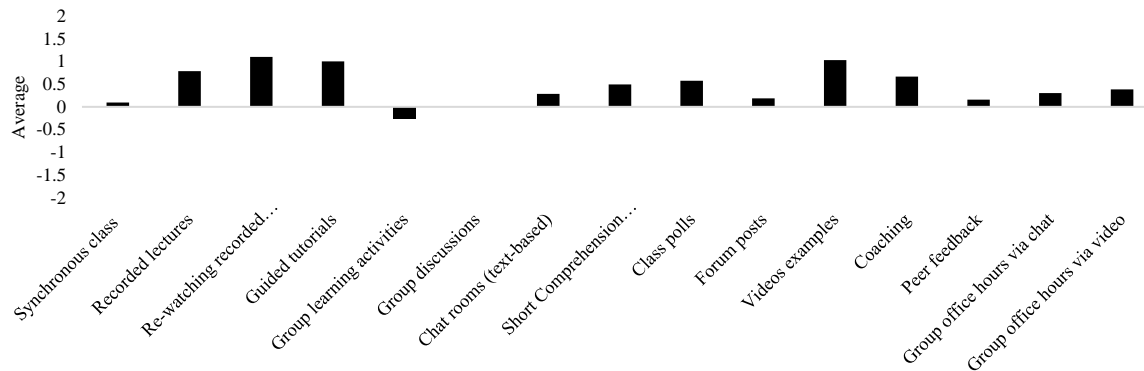 2
1.5
1
0.5
0
-0.5
-1
-1.5
-2
Average
Synchronous class
Recorded lectures
Re-watching recorded…
Guided tutorials
Group learning activities
Group discussions
Chat rooms (text-based)
Short Comprehension…
Class polls
Forum posts
Videos examples
Coaching
Peer feedback
Group office hours via chat
Group office hours via video